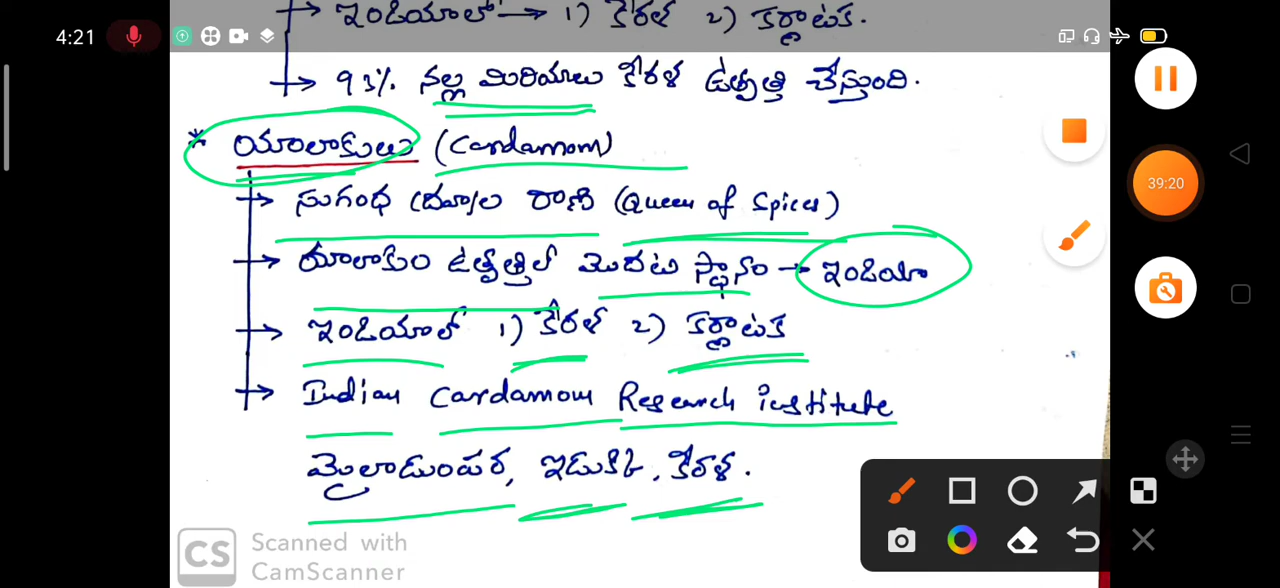 4:21
→ ఇండియాలో → 1) కేరళ 2) కర్ణాటక.
→ 93% నల్ల మిరియాలు కేరళ ఉత్పత్తి చేస్తుంది.
* యాలాకులు (Cardamom)
→ సుగంధ ద్రవ్యాల రాణి (Queen of Spices)
39:20
→ యాలాకుల ఉత్పత్తిలో మొదటి స్థానం → ఇండియా
→ ఇండియాలో 1) కేరళ 2) కర్ణాటక
→ Indian Cardamom Research institute
మైలాడుంపర, ఇడుక్కి, కేరళ.
CS Scanned with
CamScanner